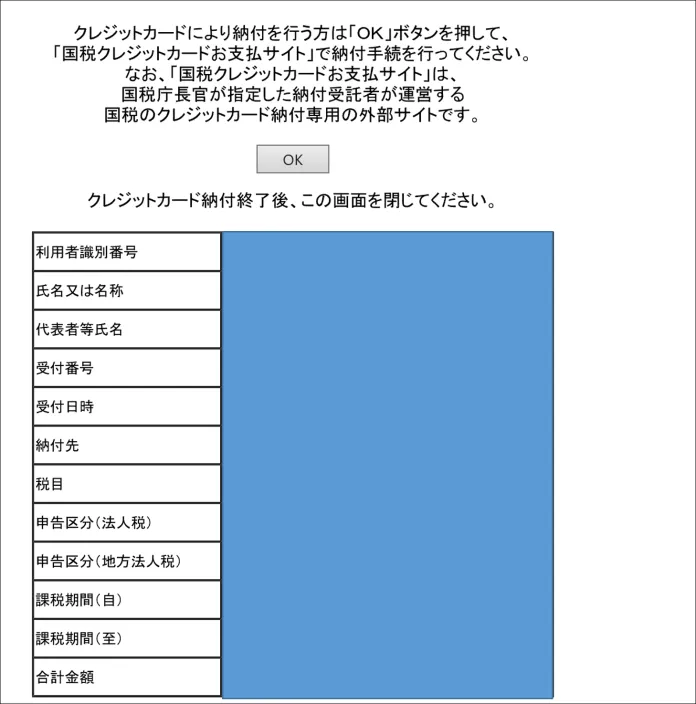 クレジットカードにより納付を行う方は「OK」ボタンを押して、
「国税クレジットカードお支払サイト」で納付手続を行ってください。
なお、「国税クレジットカードお支払サイト」は、
国税庁長官が指定した納付受託者が運営する
国税のクレジットカード納付専用の外部サイトです。
OK
クレジットカード納付終了後、この画面を閉じてください。
利用者識別番号
氏名又は名称
代表者等氏名
受付番号
受付日時
納付先
税目
申告区分(法人税)
申告区分(地方法人税)
課税期間(自)
課税期間(至)
合計金額